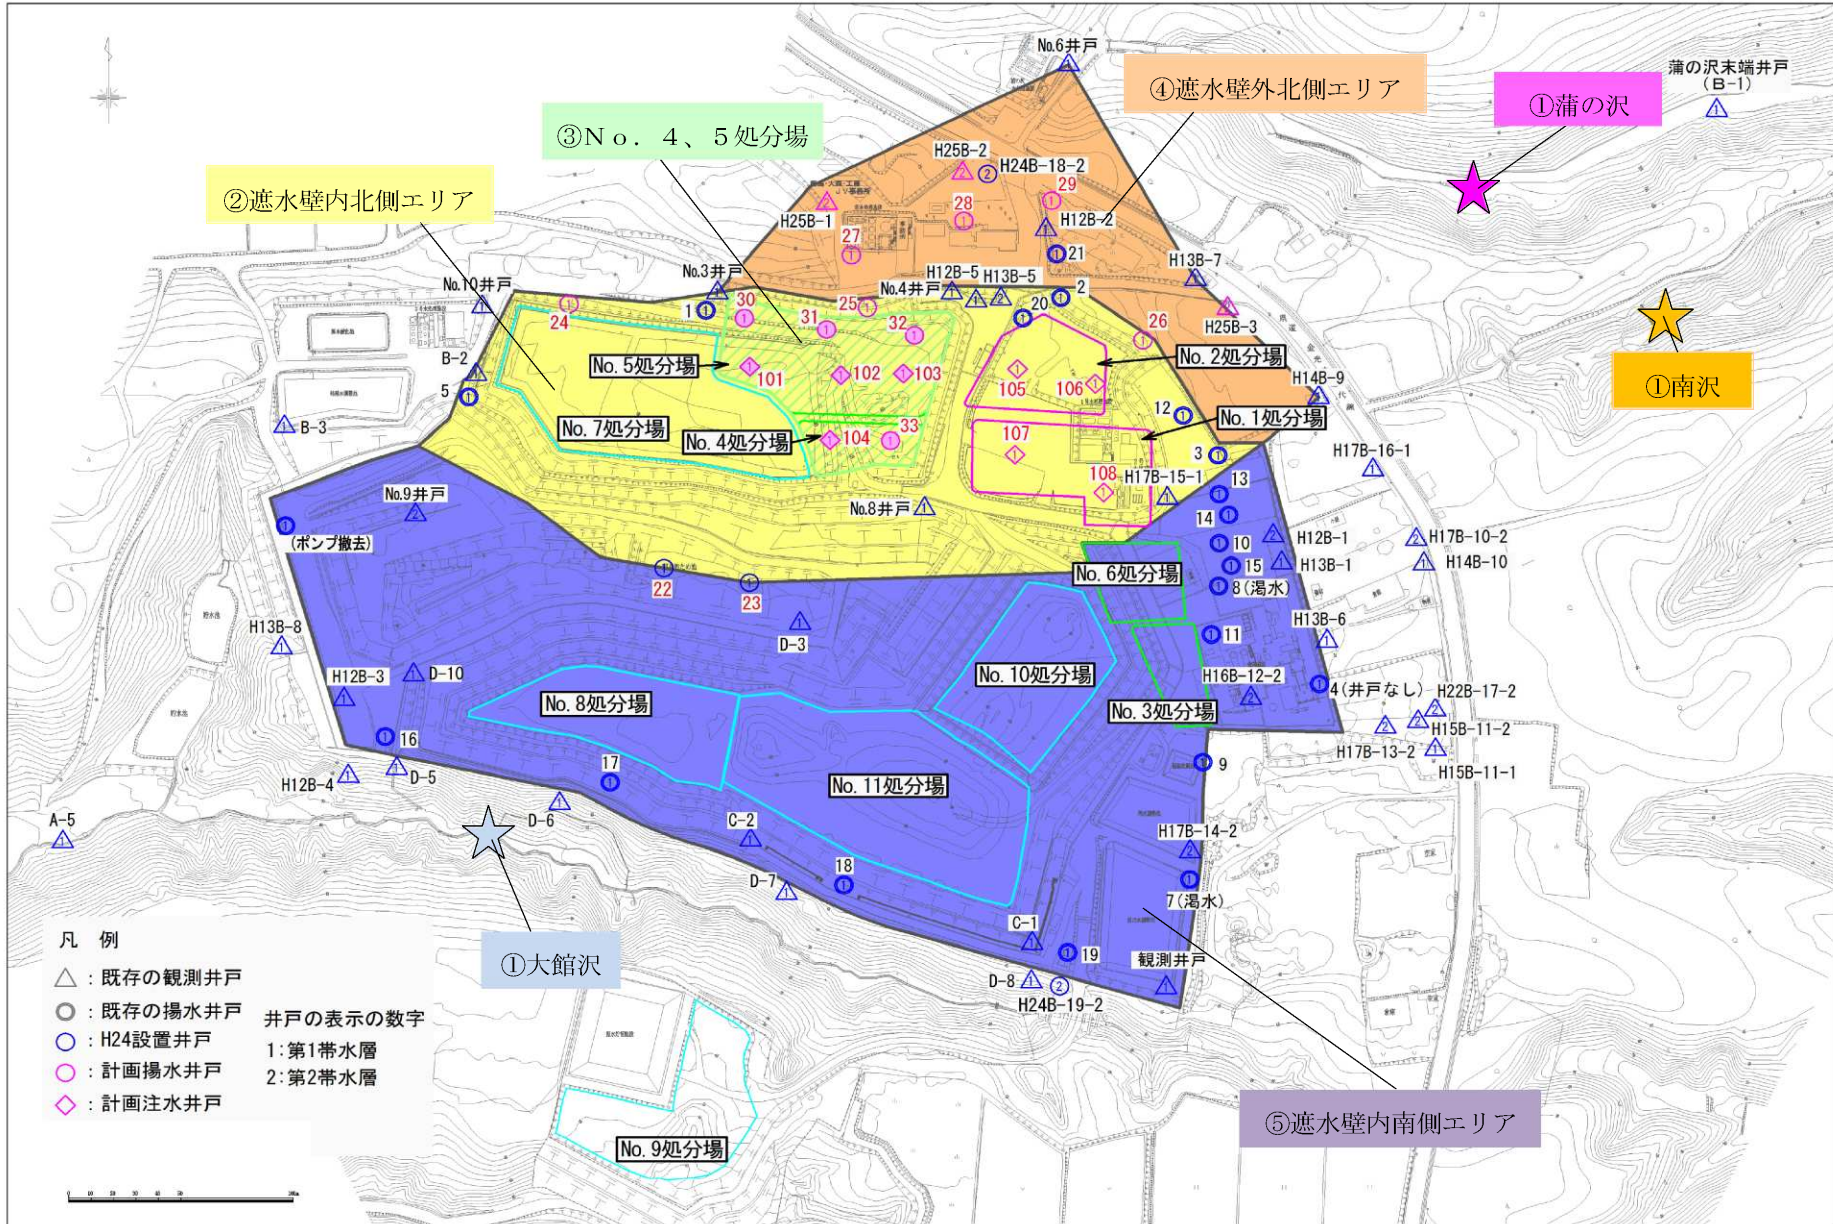 No.6井戸
④遮水壁外北側エリア
蒲の沢末端井戸
(B-1)
①蒲の沢
③No．4、5処分場
H25B-2
H24B-18-2
29
②遮水壁内北側エリア
H25B-1
28
H12B-2
27
21
No.3井戸
H12B-5
H13B-5
H13B-7
No.10井戸
No.4井戸
2
24
1
30
25
20
26
H25B-3
31
32
県道
金光
代線
B-2
No.5処分場
No.2処分場
①南沢
101
102
103
105
106
H14B-9
5
12
No.1処分場
B-3
No.7処分場
No.4処分場
104
33
107
3
H17B-16-1
No.9井戸
No.8井戸
108
H17B-15-1
13
14
(ポンプ撤去)
10
H12B-1
H17B-10-2
22
23
No.6処分場
15
H13B-1
H14B-10
8(渇水)
H13B-8
D-3
11
H13B-6
H12B-3
D-10
No.10処分場
H16B-12-2
4(井戸なし)
H22B-17-2
No.8処分場
No.3処分場
H15B-11-2
16
H17B-13-2
H12B-4
D-5
17
No.11処分場
9
H15B-11-1
A-5
D-6
C-2
H17B-14-2
D-7
18
7(渇水)
C-1
①大館沢
19
観測井戸
D-8
H24B-19-2
凡 例
△：既存の観測井戸
○：既存の揚水井戸
○：H24設置井戸
○：計画揚水井戸
◇：計画注水井戸
井戸の表示の数字
1:第1帯水層
2:第2帯水層
⑤遮水壁内南側エリア
No.9処分場